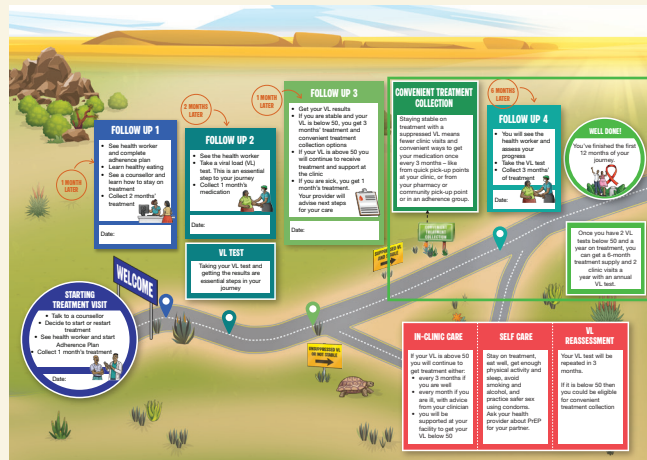 STARTING
TREATMENT VISIT
• Talk to a counsellor
• Decide to start or restart
treatment
• See health worker and start
Adherence Plan
• Collect 1 month's treatment
Date:
WELCOME
1 MONTH
LATER
FOLLOW UP 1
• See health worker
and complete
adherence plan
• Learn healthy eating
• See a counsellor and
learn how to stay on
treatment
• Collect 2 months'
treatment
Date:
2 MONTHS
LATER
FOLLOW UP 2
• See the health worker
• Take a viral load (VL)
test. This is an essential
step to your journey
• Collect 1 month's
medication
Date:
VL TEST
Taking your VL test and
getting the results are
essential steps in your
journey
1 MONTH
LATER
FOLLOW UP 3
• Get your VL results
• If you are stable and your
VL is below 50, you get 3
months' treatment and
convenient treatment
collection options
• If your VL is above 50 you
will continue to receive
treatment and support at
the clinic
• If you are sick, you get 1
month's treatment.
Your provider will
advise next steps
for your care
Date:
CONVENIENT TREATMENT
COLLECTION
Staying stable on
treatment with a
suppressed VL means
fewer clinic visits and
convenient ways to get
your medication once
every 3 months – like
from quick pick-up points
at your clinic, or from
your pharmacy or
community pick-up point
or in an adherence group.
CONVENIENT
TREATMENT
COLLECTION
SUPPRESSED VL
AND STABLE
6 MONTHS
LATER
FOLLOW UP 4
• You will see the
health worker and
assess your
progress
• Take the VL test
• Collect 3 months'
of treatment
Date:
WELL DONE!
You've finished the first
12 months of your
journey.
Once you have 2 VL
tests below 50 and a
year on treatment, you
can get a 6-month
treatment supply and 2
clinic visits a
year with an annual
VL test.
UNSUPPRESSED VL
OR NOT STABLE
IN-CLINIC CARE
If your VL is above 50
you will continue to
get treatment either:
• every 3 months if
you are well
• every month if you
are ill, with advice
from your clinician
• you will be
supported at your
facility to get your
VL below 50
SELF CARE
Stay on treatment,
eat well, get enough
physical activity and
sleep, avoid
smoking and
alcohol, and
practice safer sex
using condoms.
Ask your health
provider about PrEP
for your partner.
VL
REASSESSMENT
Your VL test will be
repeated in 3
months.
If it is below 50 then
you could be eligible
for convenient
treatment collection